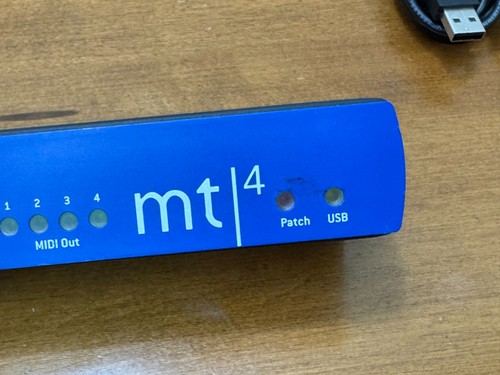 1 2 3 4
MIDI Out
mt|4
Patch USB